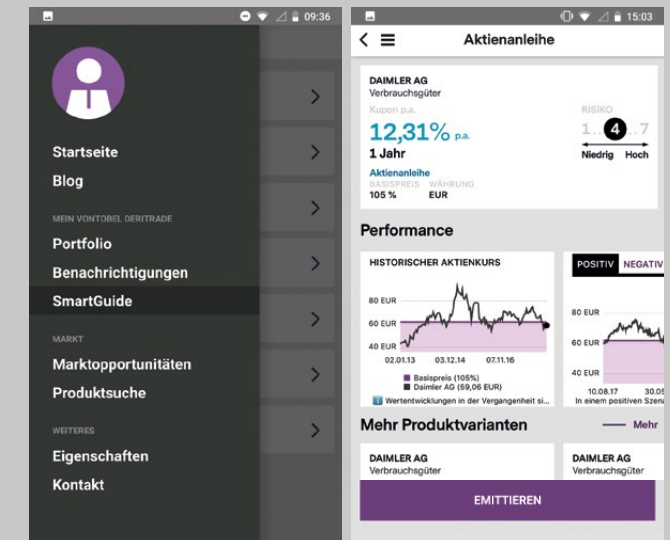 09:36
Startseite
Blog
MEIN VONTOBEL DERITRADE
Portfolio
Benachrichtigungen
SmartGuide
MARKT
Marktopportunitäten
Produktsuche
WEITERES
Eigenschaften
Kontakt
15:03
Aktienanleihe
DAIMLER AG
Verbrauchsgüter
Kupon p.a.
12,31% p.a.
1 Jahr
Aktienanleihe
BASISPREIS WÄHRUNG
105 % EUR
RISIKO
1..4..7
Niedrig Hoch
Performance
HISTORISCHER AKTIENKURS
80 EUR
60 EUR
40 EUR
02.01.13 03.12.14 07.11.16
Basispreis (105%)
Daimler AG (59,06 EUR)
Wertentwicklungen in der Vergangenheit si...
POSITIV NEGATIV
80 EUR
60 EUR
40 EUR
10.08.17 30.05
In einem positiven Szena
Mehr Produktvarianten
Mehr
DAIMLER AG
Verbrauchsgüter
DAIMLER AG
Verbrauchsgüter
EMITTIEREN